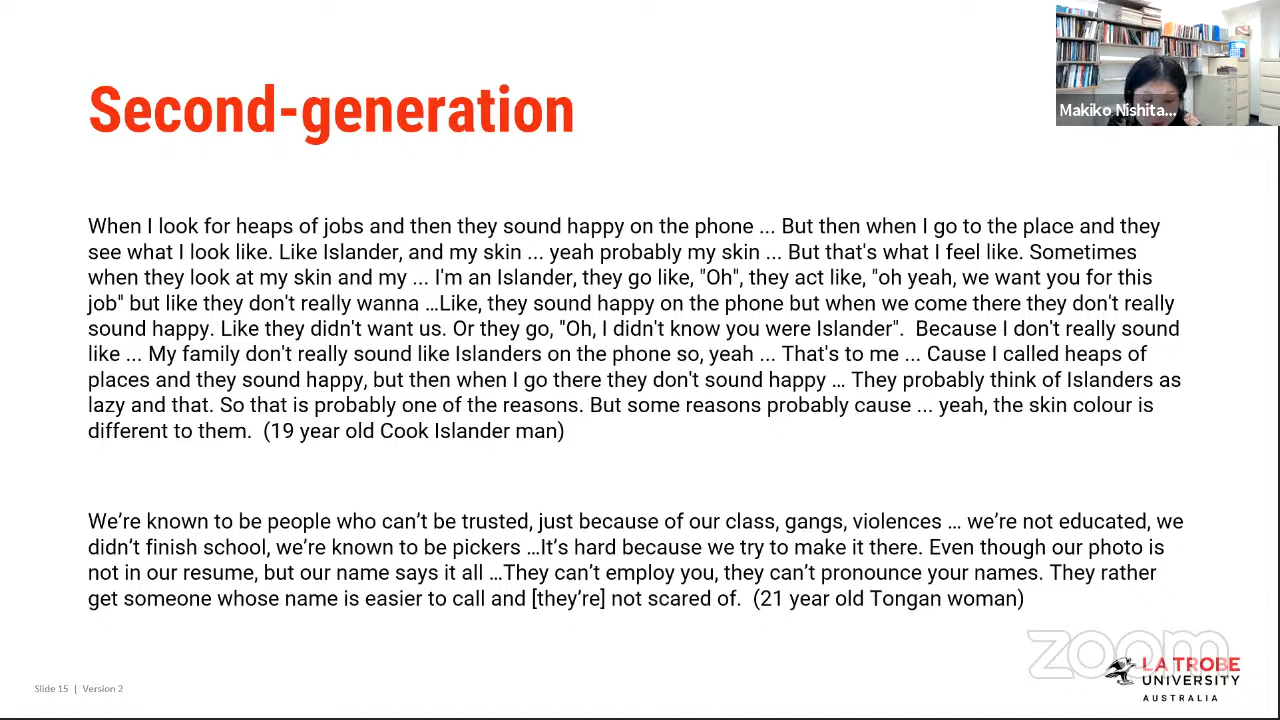 Second-generation
Makiko Nishita...
When I look for heaps of jobs and then they sound happy on the phone ... But then when I go to the place and they
see what I look like. Like Islander, and my skin ... yeah probably my skin ... But that's what I feel like. Sometimes
when they look at my skin and my ... I'm an Islander, they go like, "Oh", they act like, "oh yeah, we want you for this
job" but like they don't really wanna …Like, they sound happy on the phone but when we come there they don't really
sound happy. Like they didn't want us. Or they go, "Oh, I didn't know you were Islander".  Because I don't really sound
like ... My family don't really sound like Islanders on the phone so, yeah ... That's to me ... Cause I called heaps of
places and they sound happy, but then when I go there they don't sound happy … They probably think of Islanders as
lazy and that. So that is probably one of the reasons. But some reasons probably cause ... yeah, the skin colour is
different to them.  (19 year old Cook Islander man)
We’re known to be people who can’t be trusted, just because of our class, gangs, violences … we’re not educated, we
didn’t finish school, we’re known to be pickers …It’s hard because we try to make it there. Even though our photo is
not in our resume, but our name says it all …They can’t employ you, they can’t pronounce your names. They rather
get someone whose name is easier to call and [they’re] not scared of.  (21 year old Tongan woman)
zoom
LA TROBE
UNIVERSITY
AUSTRALIA
Slide 15 | Version 2